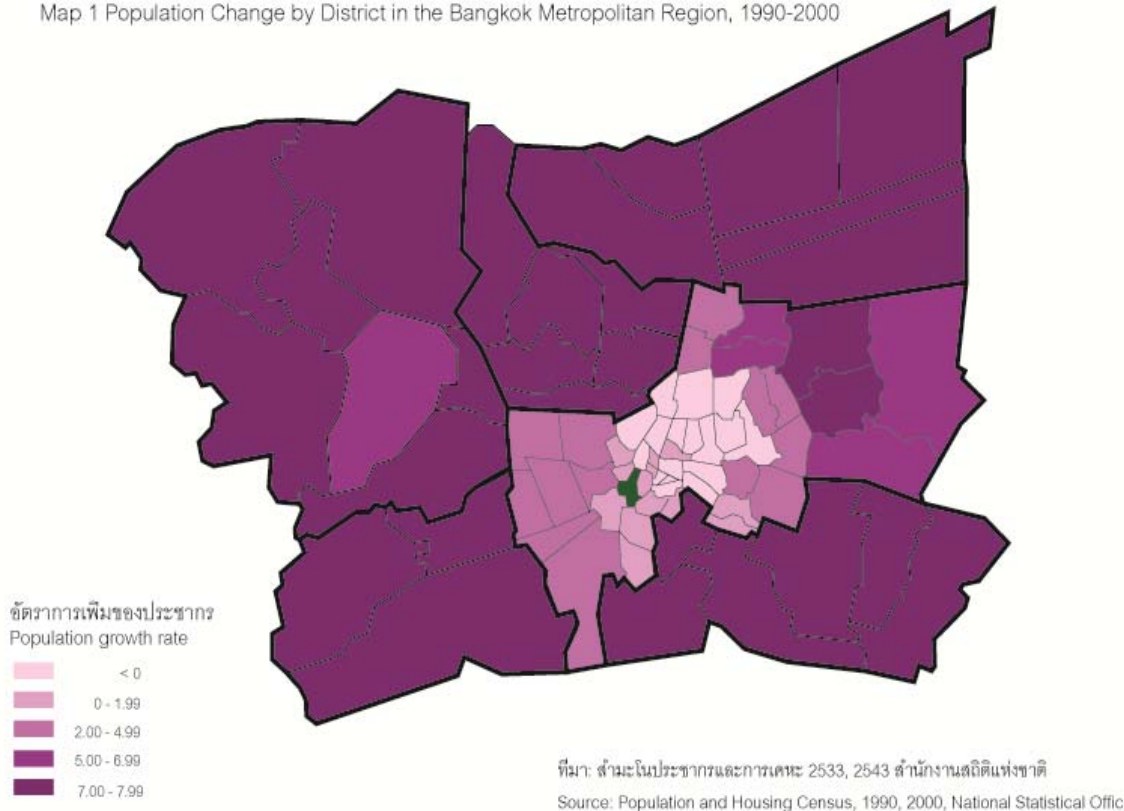 Map 1 Population Change by District in the Bangkok Metropolitan Region, 1990-2000
อัตราการเพิ่มของประชากร
Population growth rate
< 0
0 - 1.99
2.00 - 4.99
5.00 - 6.99
7.00 - 7.99
ที่มา: สำมะโนประชากรและการเคหะ 2533, 2543 สำนักงานสถิติแห่งชาติ
Source: Population and Housing Census, 1990, 2000, National Statistical Offic